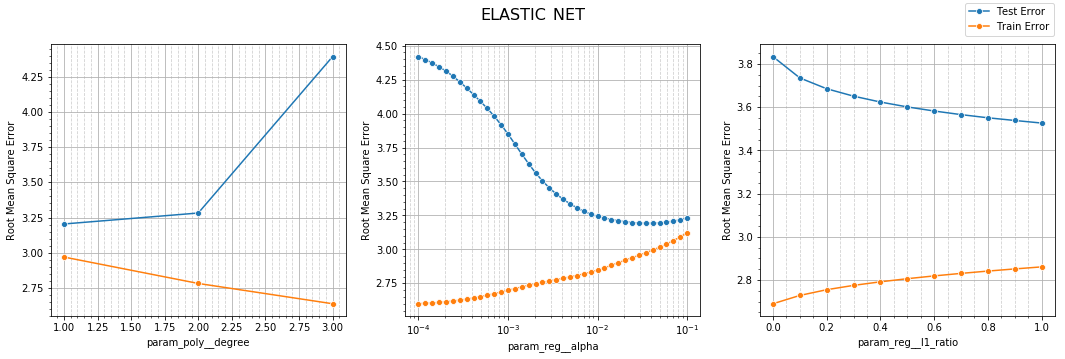 ELASTIC NET
Test Error
Train Error
Root Mean Square Error
4.25
4.00
3.75
3.50
3.25
3.00
2.75
1.00 1.25 1.50 1.75 2.00 2.25 2.50 2.75 3.00
param_poly__degree
Root Mean Square Error
4.50
4.25
4.00
3.75
3.50
3.25
3.00
2.75
10⁻⁴ 10⁻³ 10⁻² 10⁻¹
param_reg__alpha
Root Mean Square Error
3.8
3.6
3.4
3.2
3.0
2.8
0.0 0.2 0.4 0.6 0.8 1.0
param_reg__l1_ratio